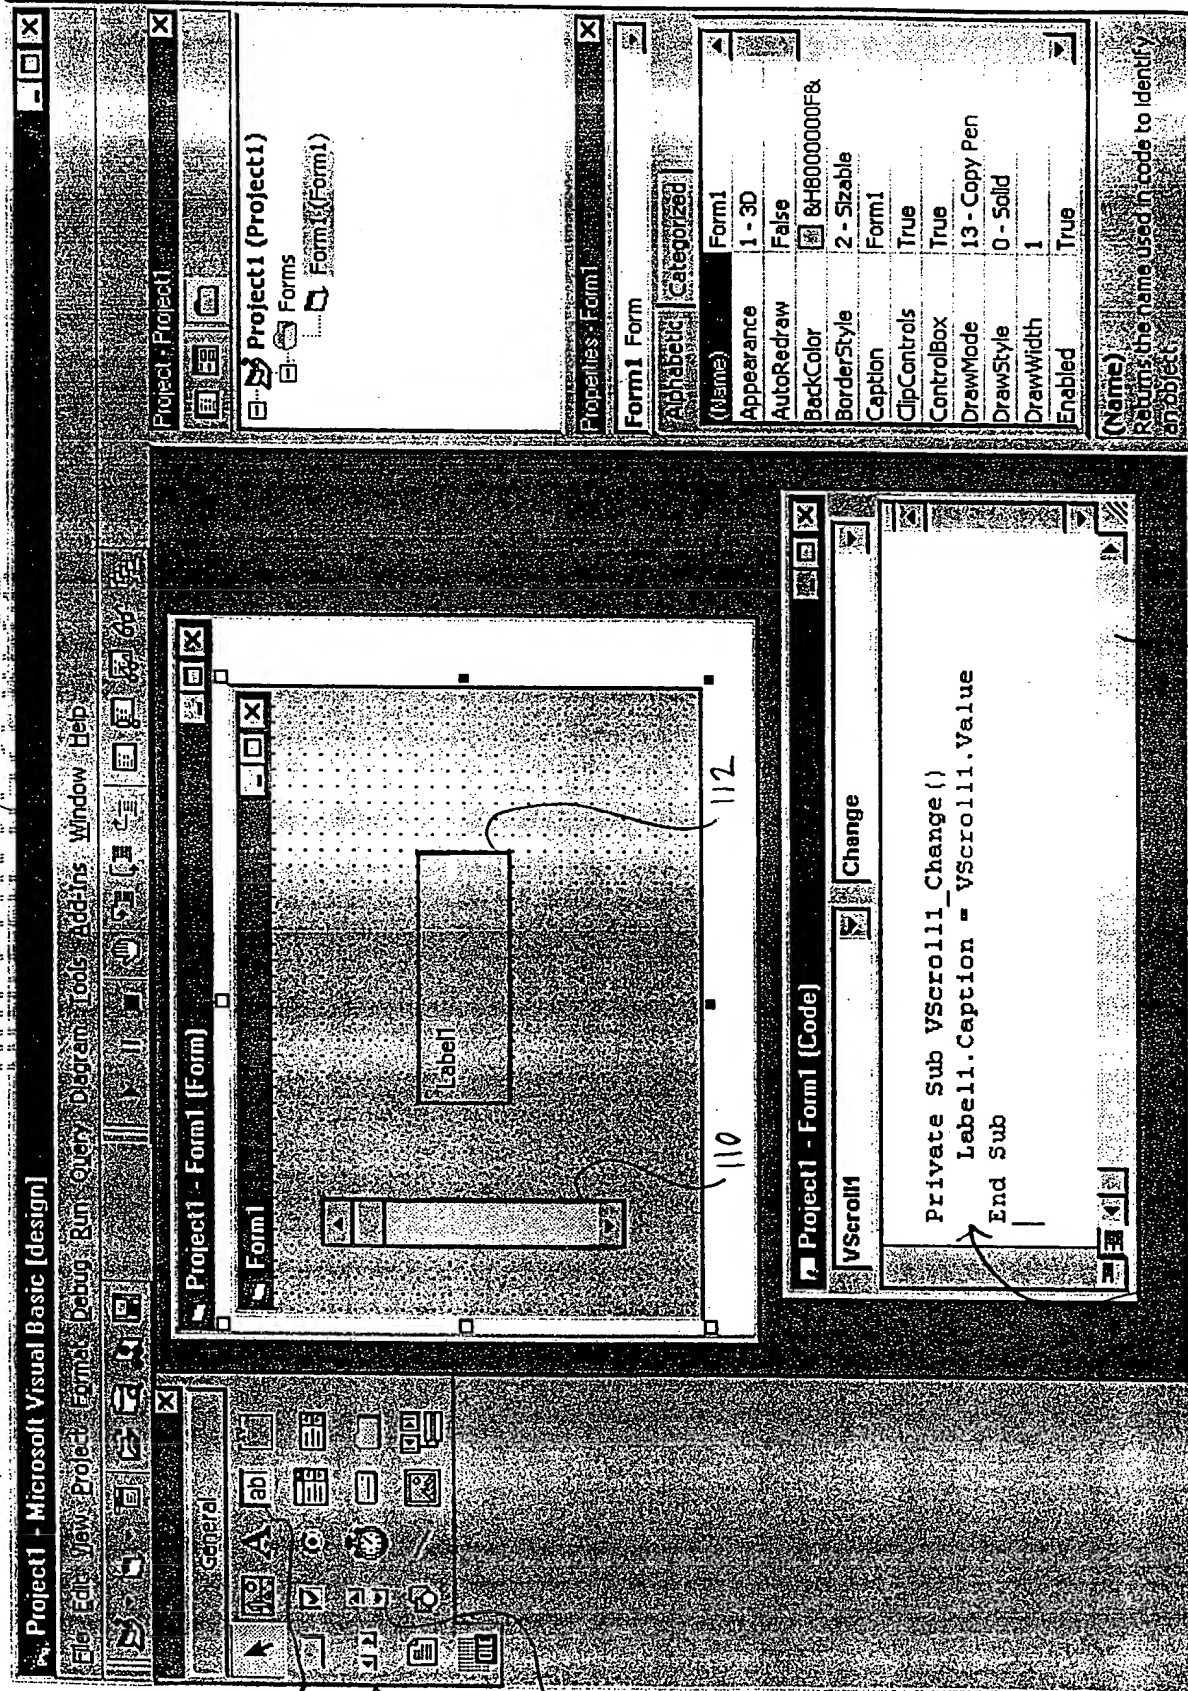 Project1 - Microsoft Visual Basic [design]
File Edit View Project Format Debug Run Query Diagram Tools Add-Ins Window Help
General
A ab
Project1 - Form1 (Form)
Form1
Label1
110
112
Project1 - Form1 (Code)
VScroll1 Change
Private Sub VScroll1_Change()
Label1.Caption = VScroll1.Value
End Sub
Project - Project1
Project1 (Project1)
Forms
Form1 (Form1)
Properties - Form1
Form1 Form
Alphabetic Categorized
(Name) Form1
Appearance 1 - 3D
AutoRedraw False
BackColor &H8000000F&
BorderStyle 2 - Sizable
Caption Form1
ClipControls True
ControlBox True
DrawMode 13 - Copy Pen
DrawStyle 0 - Solid
DrawWidth 1
Enabled True
(Name)
Returns the name used in code to identify
an object.